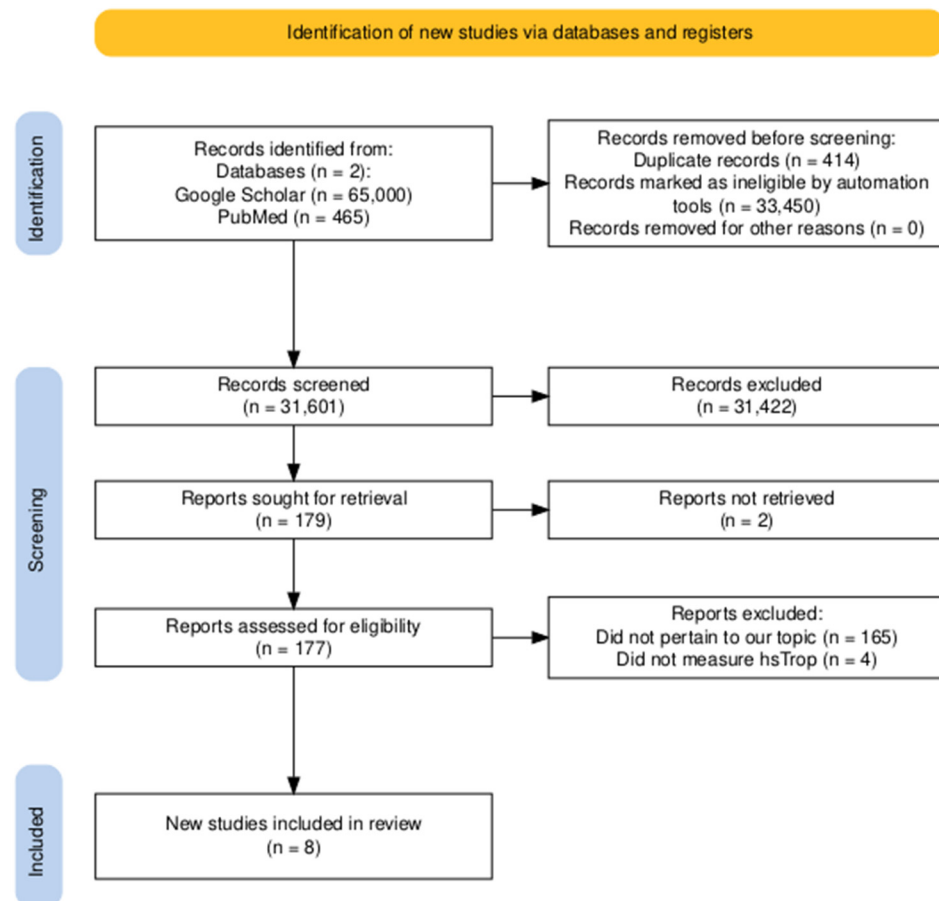 Identification of new studies via databases and registers
Identification
Records identified from:
Databases (n = 2):
Google Scholar (n = 65,000)
PubMed (n = 465)
Records removed before screening:
Duplicate records (n = 414)
Records marked as ineligible by automation
tools (n = 33,450)
Records removed for other reasons (n = 0)
Screening
Records screened
(n = 31,601)
Records excluded
(n = 31,422)
Reports sought for retrieval
(n = 179)
Reports not retrieved
(n = 2)
Reports assessed for eligibility
(n = 177)
Reports excluded:
Did not pertain to our topic (n = 165)
Did not measure hsTrop (n = 4)
Included
New studies included in review
(n = 8)